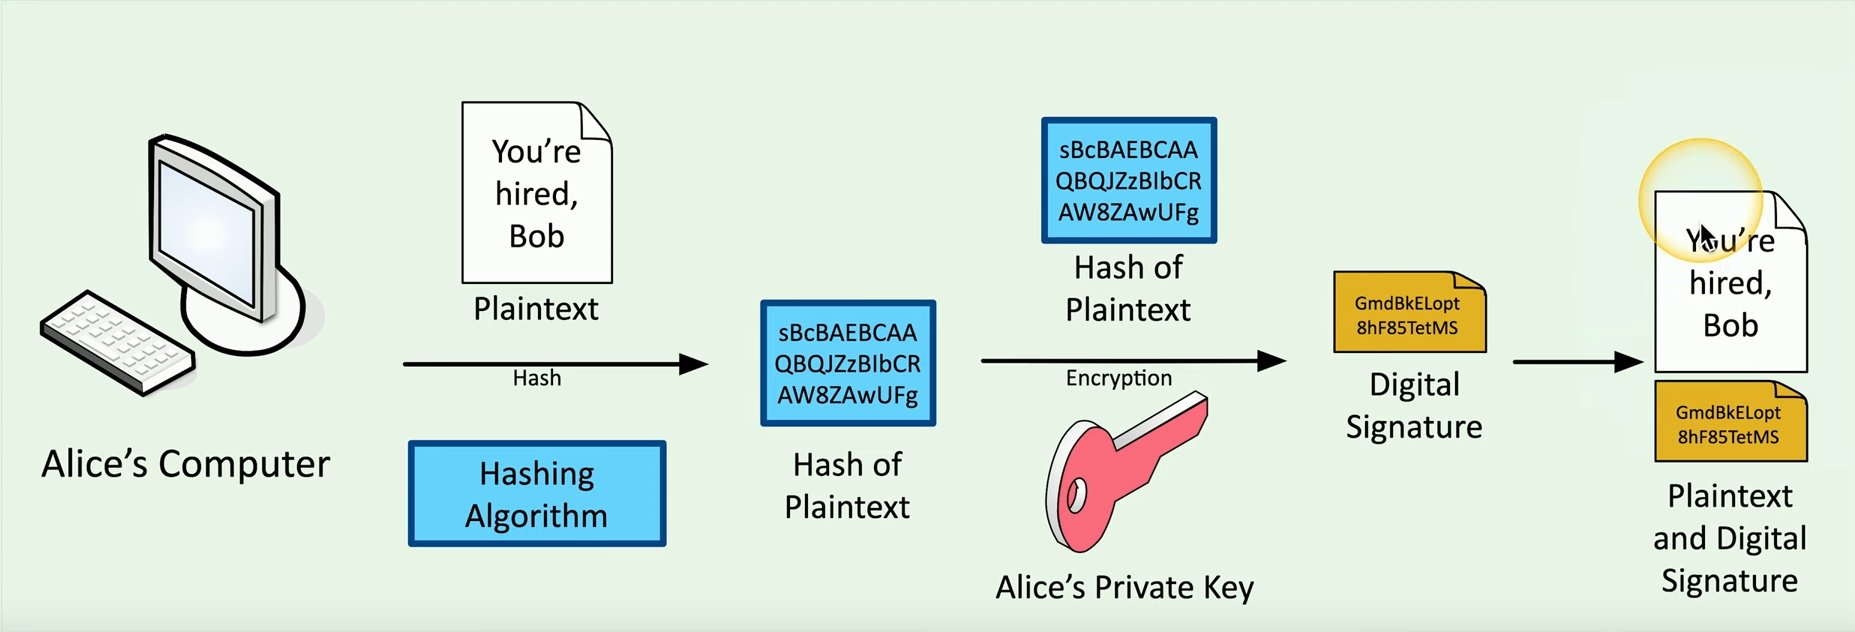 Alice's Computer
You're
hired,
Bob
Plaintext
Hash
Hashing
Algorithm
sBcBAEBCAA
QBQJZzBIbCR
AW8ZAwUFg
Hash of
Plaintext
sBcBAEBCAA
QBQJZzBIbCR
AW8ZAwUFg
Hash of
Plaintext
Encryption
Alice's Private Key
GmdBkELopt
8hF85TetMS
Digital
Signature
You're
hired,
Bob
GmdBkELopt
8hF85TetMS
Plaintext
and Digital
Signature